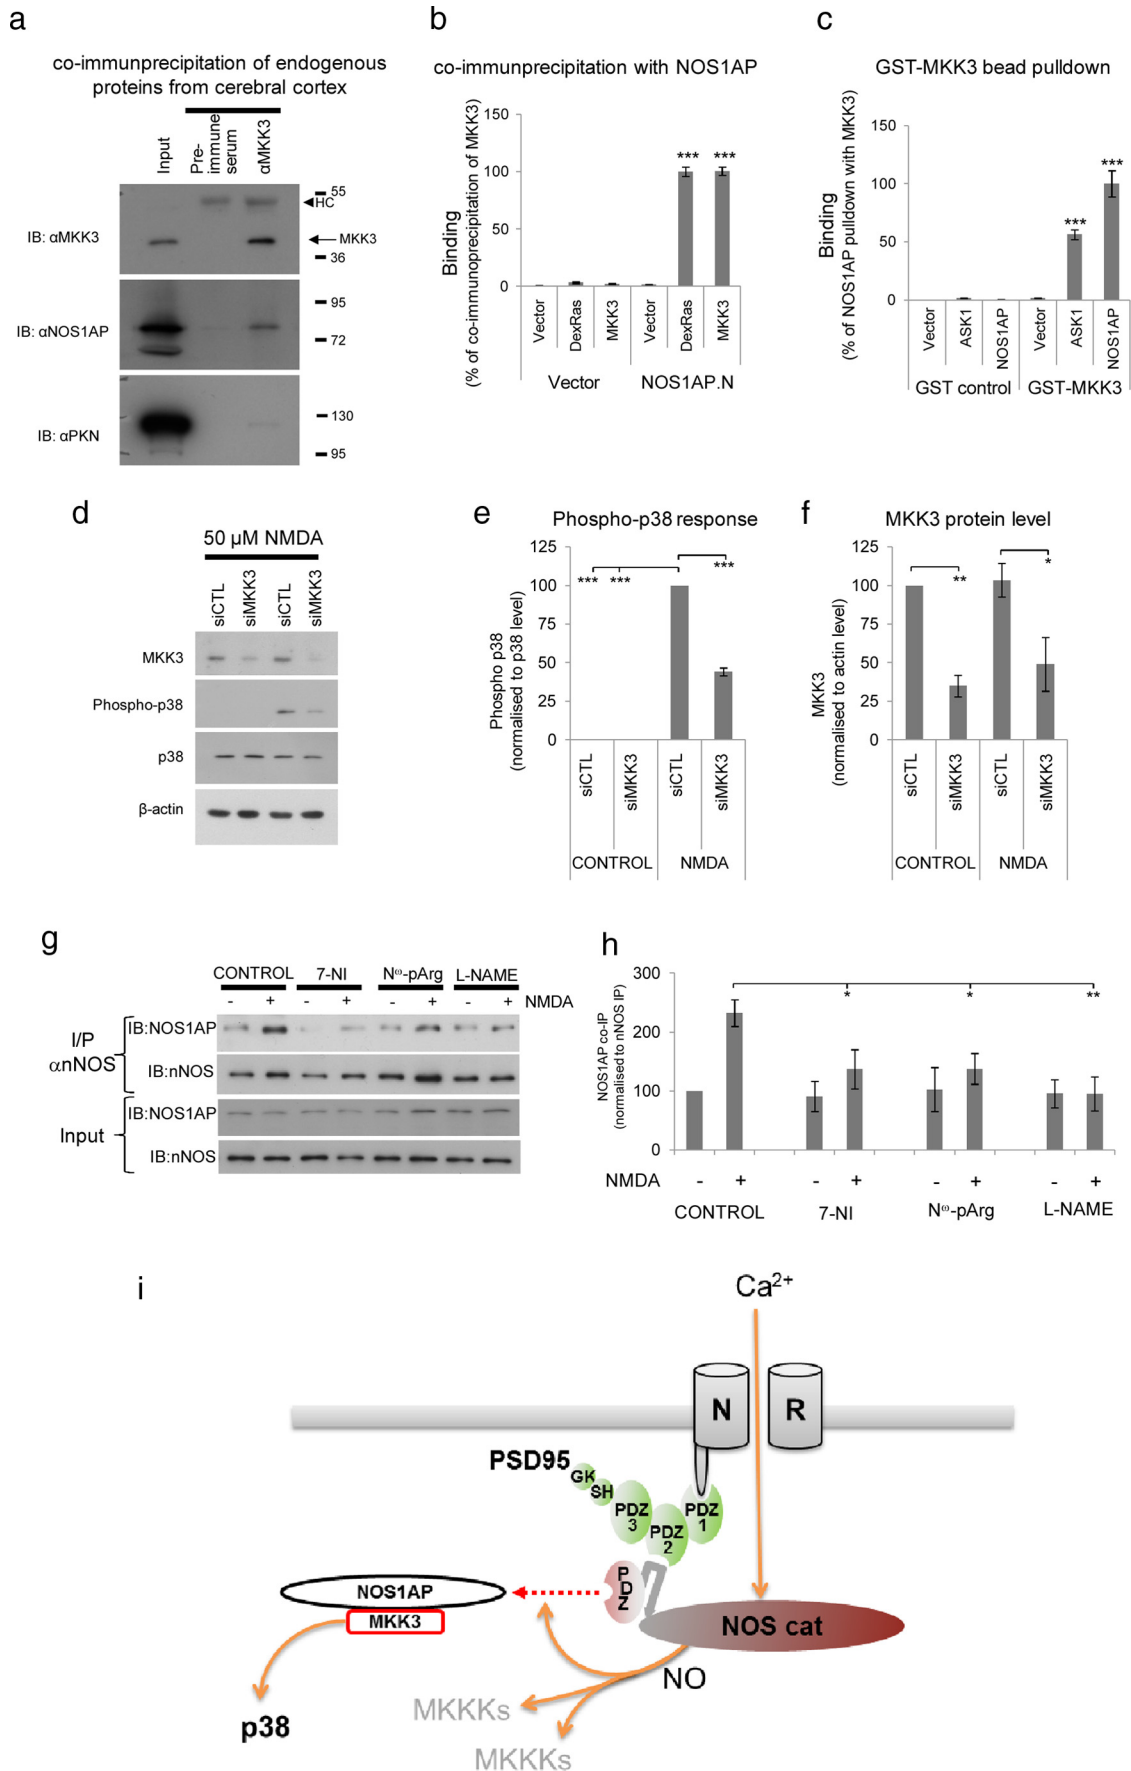 a
co-immunprecipitation of endogenous
proteins from cerebral cortex
Input
Pre-
immune
serum
αMKK3
55
HC
IB: αMKK3
MKK3
36
95
IB: αNOS1AP
72
130
IB: αPKN
95
b
co-immunprecipitation with NOS1AP
Binding
(% of co-immunoprecipitation of MKK3)
150
100
50
0
*** ***
Vector
DexRas
MKK3
Vector
DexRas
MKK3
Vector NOS1AP.N
c
GST-MKK3 bead pulldown
Binding
(% of NOS1AP pulldown with MKK3)
150
100
50
0
***
***
Vector
ASK1
NOS1AP
Vector
ASK1
NOS1AP
GST control GST-MKK3
d
50 µM NMDA
siCTL
siMKK3
siCTL
siMKK3
MKK3
Phospho-p38
p38
β-actin
e
Phospho-p38 response
Phospho p38
(normalised to p38 level)
125
100
75
50
25
0
*** *** ***
siCTL
siMKK3
siCTL
siMKK3
CONTROL NMDA
f
MKK3 protein level
MKK3
(normalised to actin level)
125
100
75
50
25
0
** *
siCTL
siMKK3
siCTL
siMKK3
CONTROL NMDA
g
CONTROL 7-NI Nω-pArg L-NAME
- + - + - + - + NMDA
I/P
αnNOS
IB:NOS1AP
IB:nNOS
Input
IB:NOS1AP
IB:nNOS
h
NOS1AP co-IP
(normalised to nNOS IP)
300
200
100
0
* * **
NMDA - + - + - + - +
CONTROL 7-NI Nω-pArg L-NAME
i
Ca2+
N R
PSD95
GK
SH
PDZ
3
PDZ
2
PDZ
1
P
D
Z
NOS1AP
MKK3
NOS cat
NO
p38
MKKKs
MKKKs